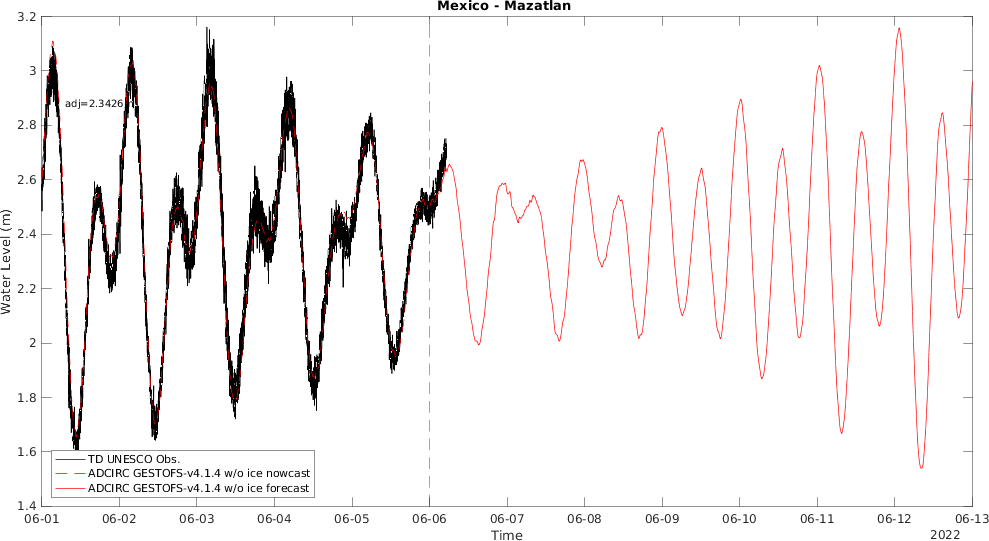 Mexico - Mazatlan
3.2
3
2.8
2.6
2.4
2.2
2
1.8
1.6
1.4
Water Level (m)
adj=2.3426
TD UNESCO Obs.
ADCIRC GESTOFS-v4.1.4 w/o ice nowcast
ADCIRC GESTOFS-v4.1.4 w/o ice forecast
06-01 06-02 06-03 06-04 06-05 06-06 06-07 06-08 06-09 06-10 06-11 06-12 06-13
Time
2022